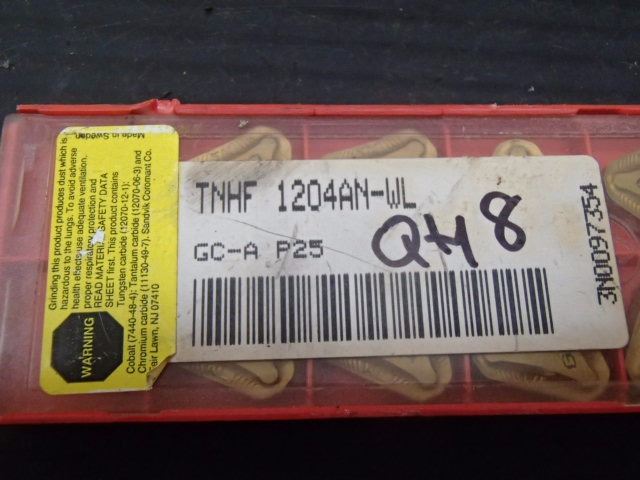 Made in Sweden
Grinding this product produces dust which is
hazardous to the lungs. To avoid adverse
health effects use adequate ventilation,
proper respiratory protection and
READ MATERIAL SAFETY DATA
SHEET first. This product contains
Tungsten carbide (12070-12-1);
Cobalt (7440-48-4); Tantalum carbide (12070-06-3) and
Chromium carbide (11130-49-7). Sandvik Coromant Co.
Fair Lawn, NJ 07410
WARNING
TNHF 1204AN-WL
GC-A P25
QH8
3N0097354